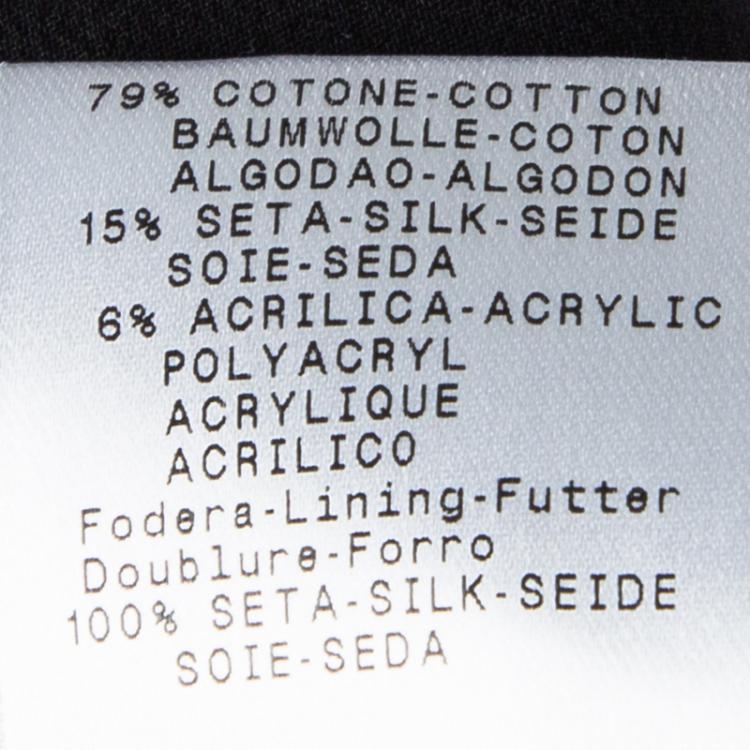 79% COTONE-COTTON
BAUMWOLLE-COTON
ALGODAO-ALGODON
15% SETA-SILK-SEIDE
SOIE-SEDA
6% ACRILICA-ACRYLIC
POLYACRYL
ACRYLIQUE
ACRILICO
Fodera-Lining-Futter
Doublure-Forro
100% SETA-SILK-SEIDE
SOIE-SEDA